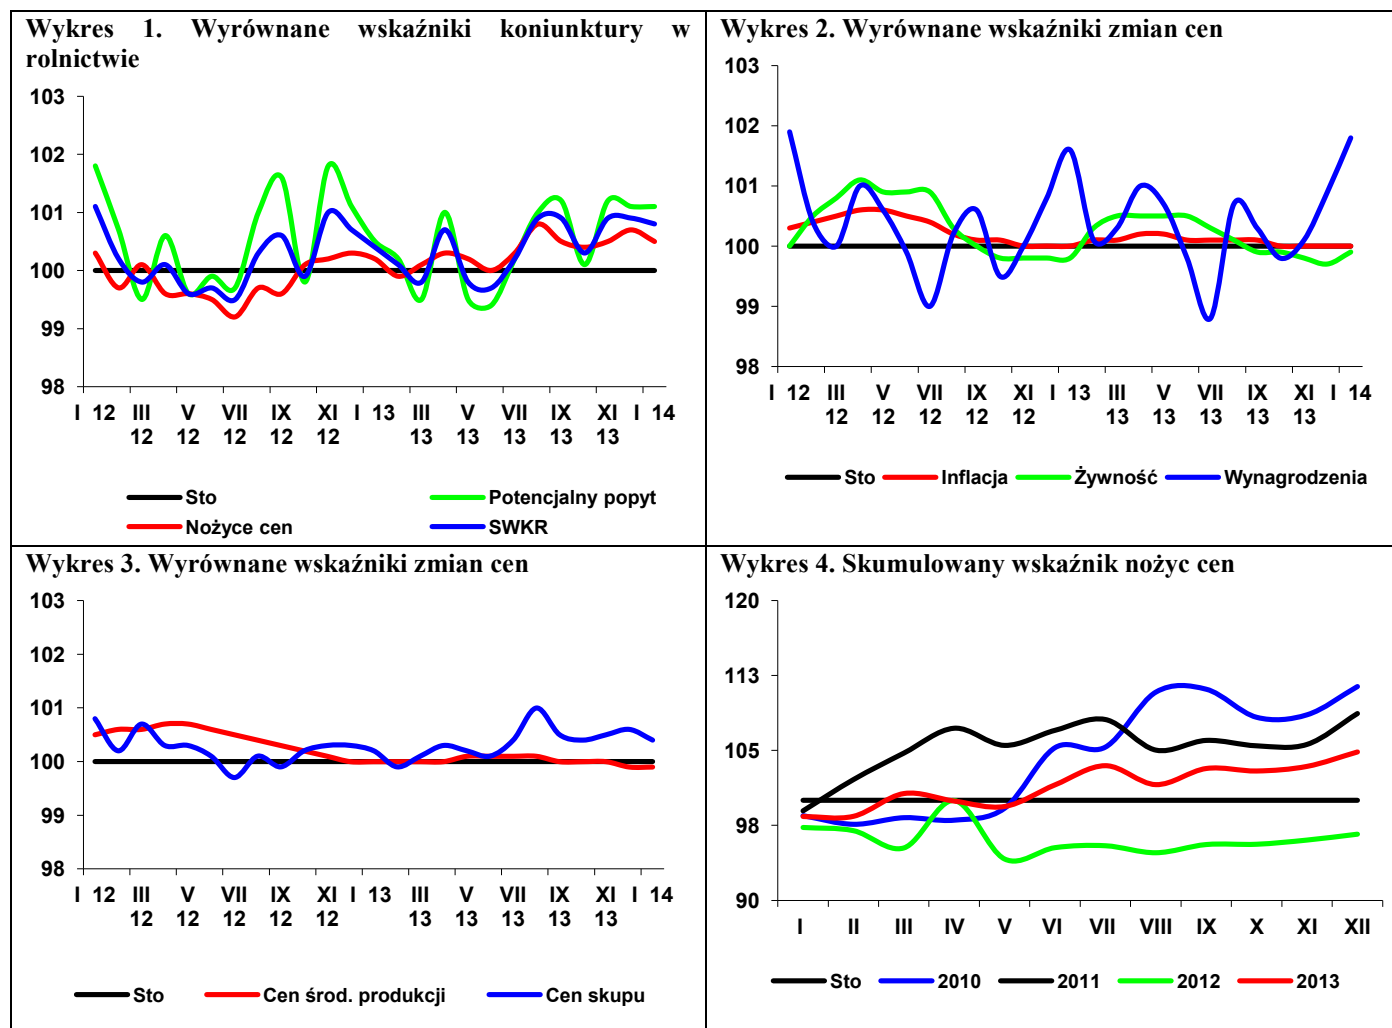 Wykres 1. Wyrównane wskaźniki koniunktury w
rolnictwie
103
102
101
100
99
98
I 12 III V VII IX XI I 13 III V VII IX XI I 14
12 12 12 12 12 13 13 13 13 13
Sto Potencjalny popyt
Nożyce cen SWKR
Wykres 2. Wyrównane wskaźniki zmian cen
103
102
101
100
99
98
I 12 III V VII IX XI I 13 III V VII IX XI I 14
12 12 12 12 12 13 13 13 13 13
Sto Inflacja Żywność Wynagrodzenia
Wykres 3. Wyrównane wskaźniki zmian cen
103
102
101
100
99
98
I 12 III V VII IX XI I 13 III V VII IX XI I 14
12 12 12 12 12 13 13 13 13 13
Sto Cen środ. produkcji Cen skupu
Wykres 4. Skumulowany wskaźnik nożyc cen
120
113
105
98
90
I II III IV V VI VII VIII IX X XI XII
Sto 2010 2011 2012 2013